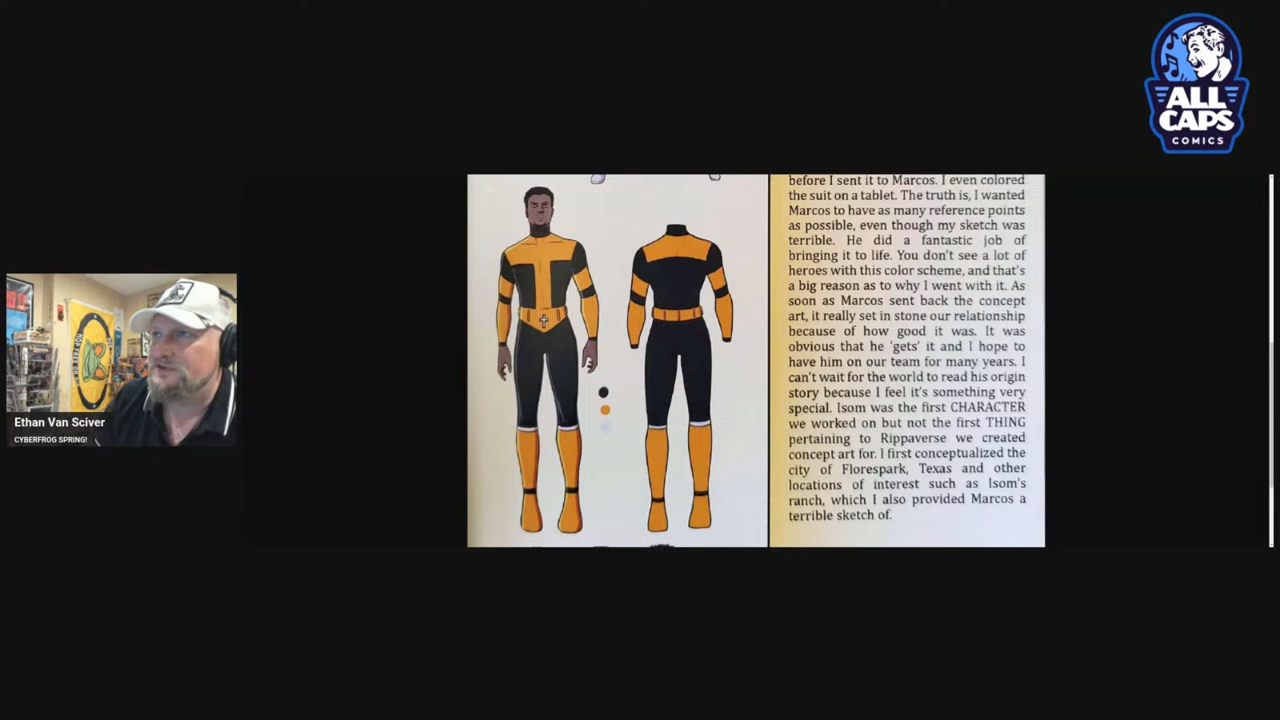 ALL
CAPS
COMICS
before I sent it to Marcos. I even colored
the suit on a tablet. The truth is, I wanted
Marcos to have as many reference points
as possible, even though my sketch was
terrible. He did a fantastic job of
bringing it to life. You don't see a lot of
heroes with this color scheme, and that's
a big reason as to why I went with it. As
soon as Marcos sent back the concept
art, it really set in stone our relationship
because of how good it was. It was
obvious that he 'gets' it and I hope to
have him on our team for many years. I
can't wait for the world to read his origin
story because I feel it's something very
special. Isom was the first CHARACTER
we worked on but not the first THING
pertaining to Rippaverse we created
concept art for. I first conceptualized the
city of Florespark, Texas and other
locations of interest such as Isom's
ranch, which I also provided Marcos a
terrible sketch of.
Ethan Van Sciver
CYBERFROG SPRING!